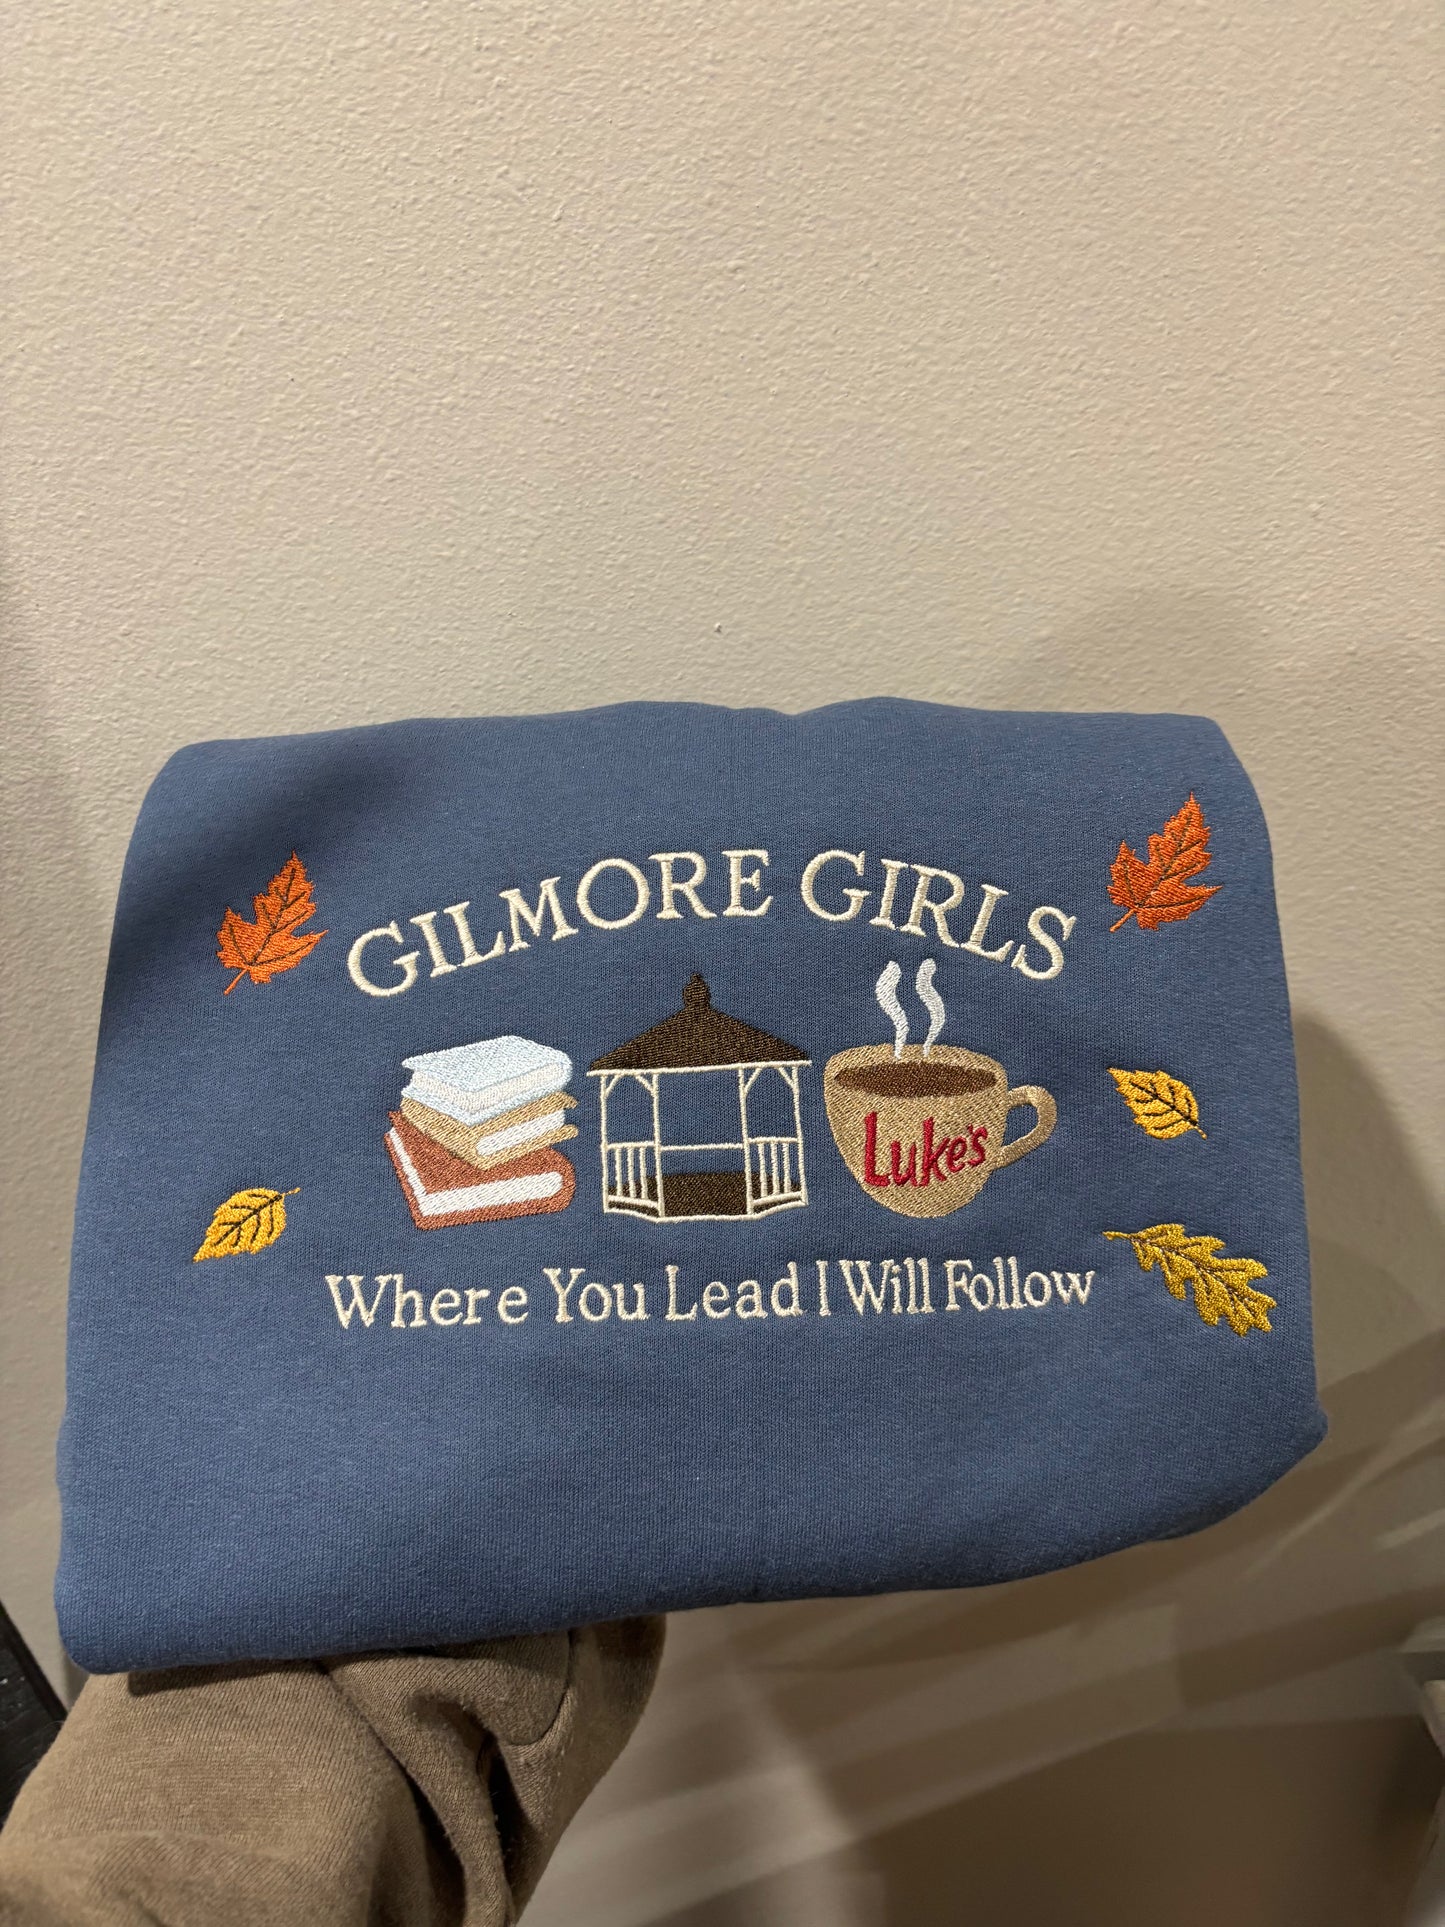 GILMORE GIRLS
Luke's
Where You Lead I Will Follow